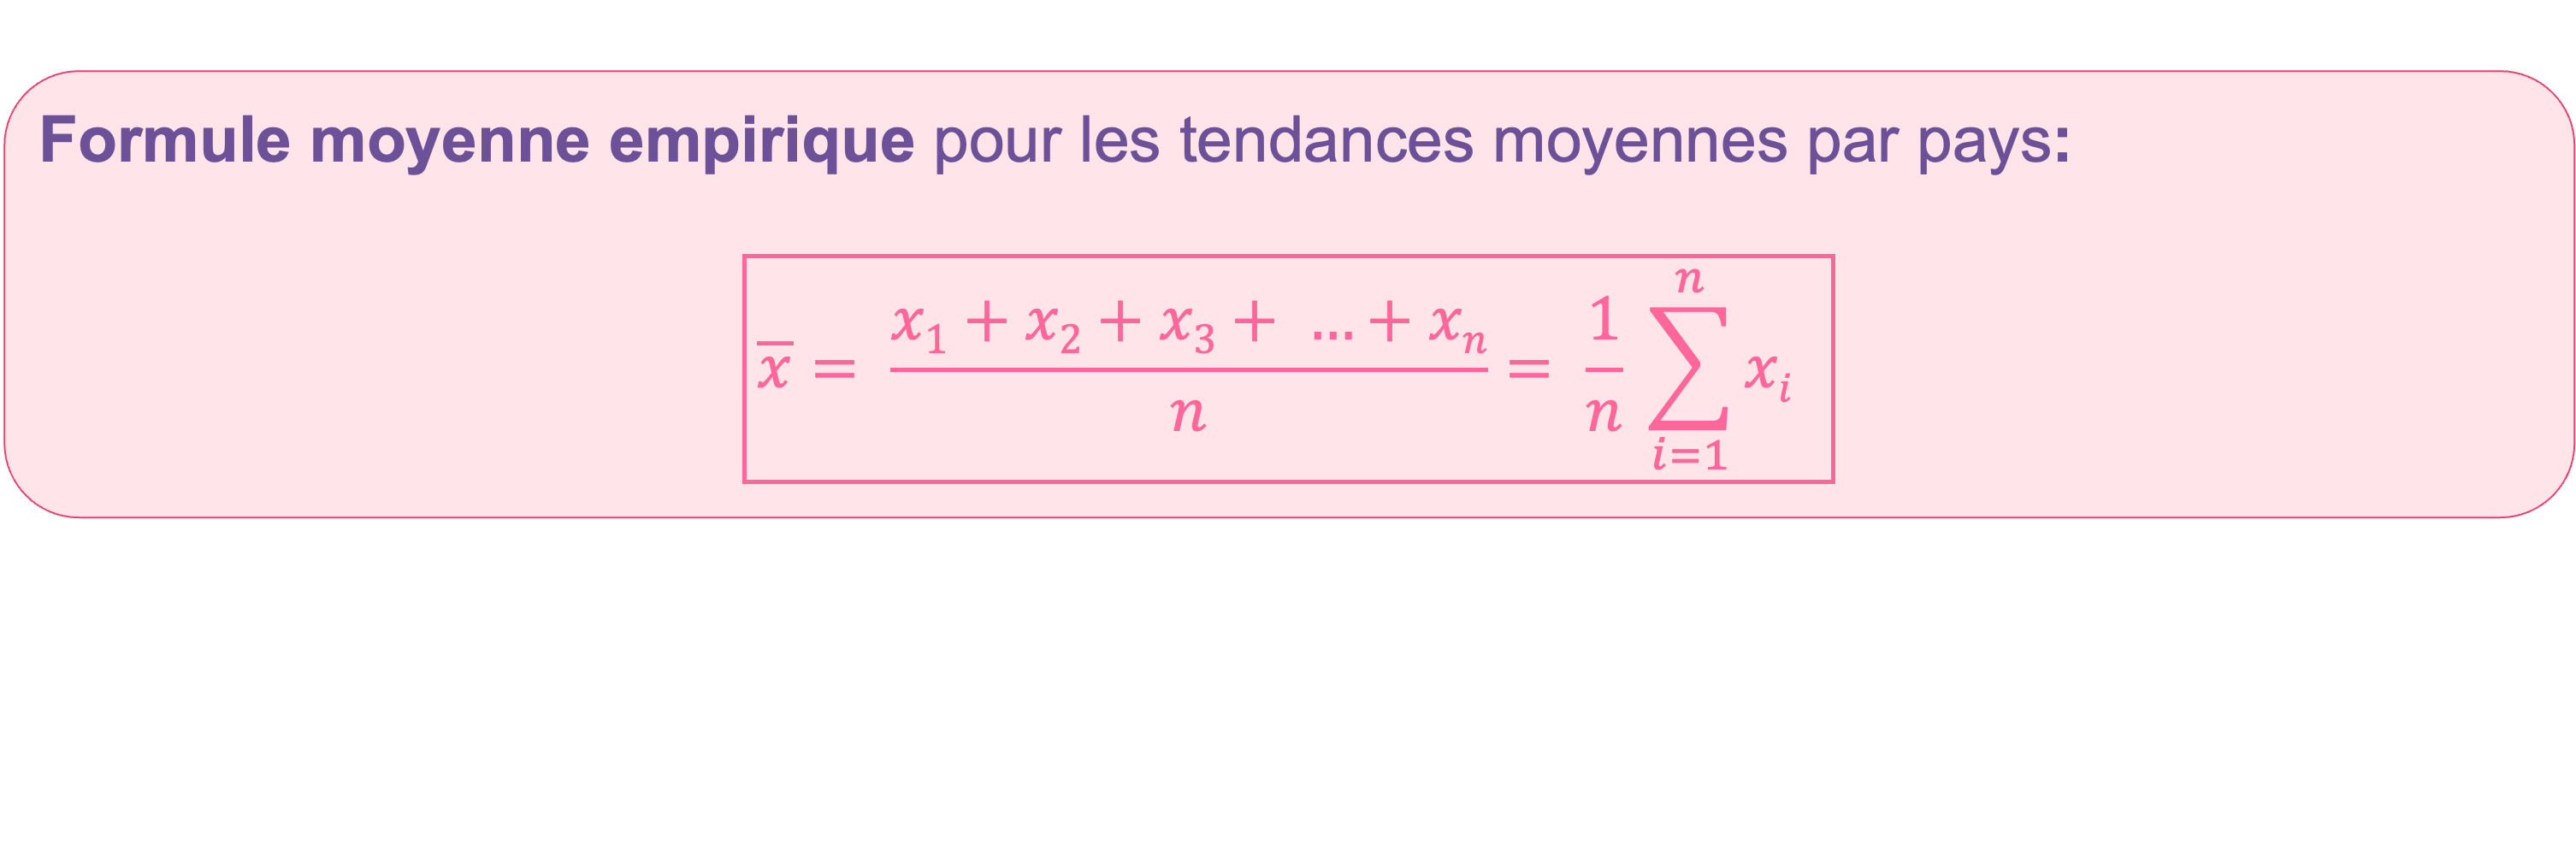 Formule moyenne empirique pour les tendances moyennes par pays:
x̅ = (x₁ + x₂ + x₃ + … + xₙ)/n = 1/n ∑ᵢ₌₁ⁿ xᵢ